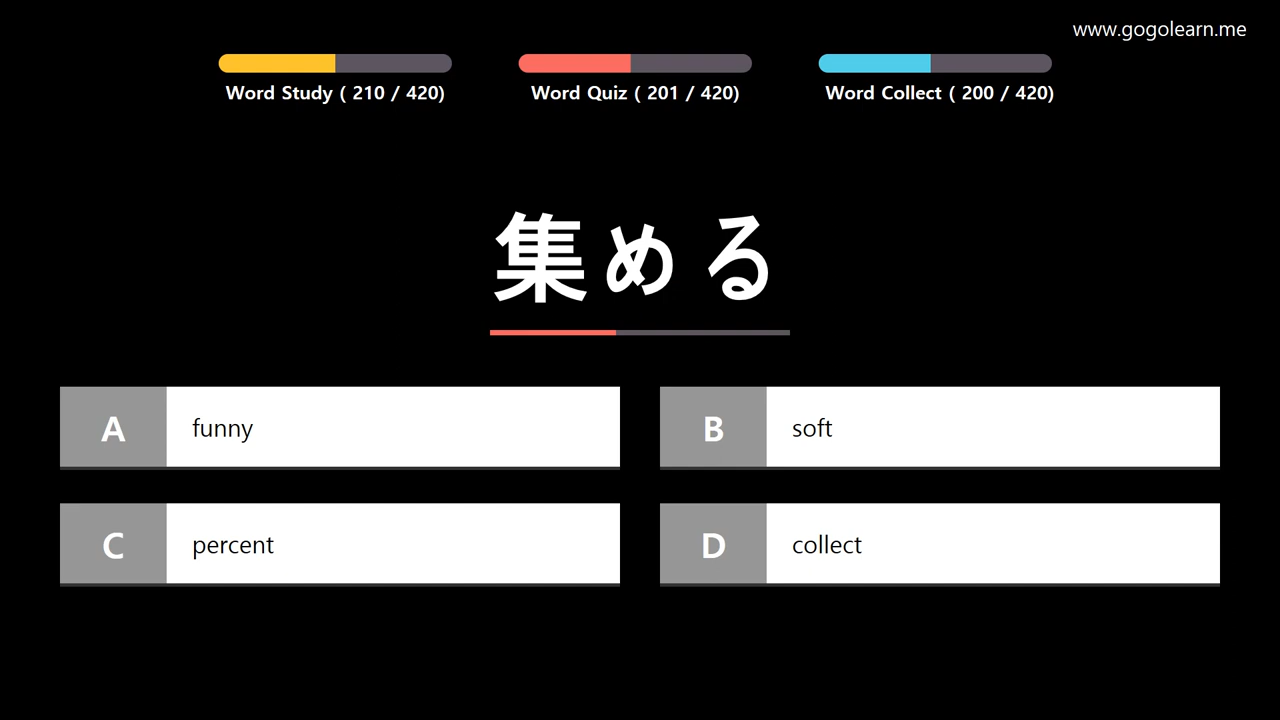 www.gogolearn.me
Word Study ( 210 / 420)
Word Quiz ( 201 / 420)
Word Collect ( 200 / 420)
集める
A funny
B soft
C percent
D collect